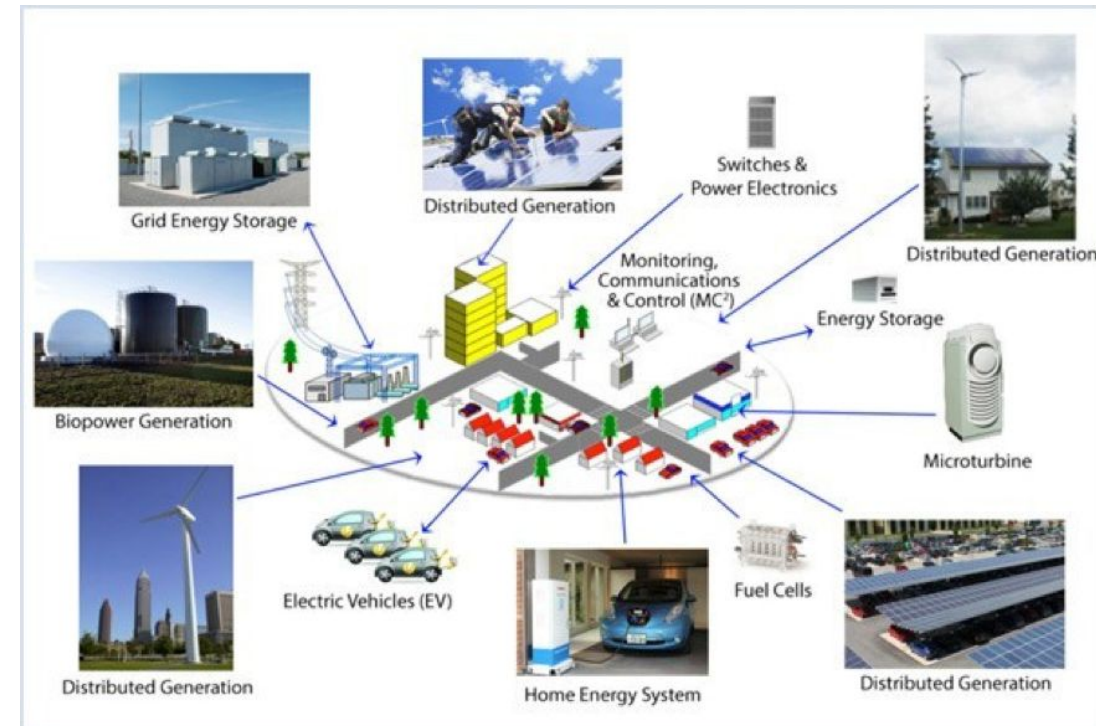 Grid Energy Storage
Distributed Generation
Switches &
Power Electronics
Distributed Generation
Monitoring,
Communications
& Control (MC²)
Energy Storage
Biopower Generation
Microturbine
Distributed Generation
Electric Vehicles (EV)
Home Energy System
Fuel Cells
Distributed Generation